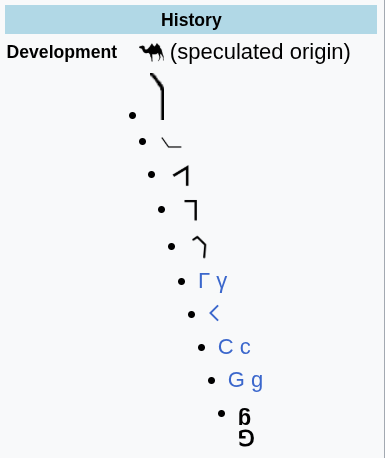 History
Development 🐪 (speculated origin)
𐤂
Γ γ
𐌂
C c
G g
ᵷ
⅁